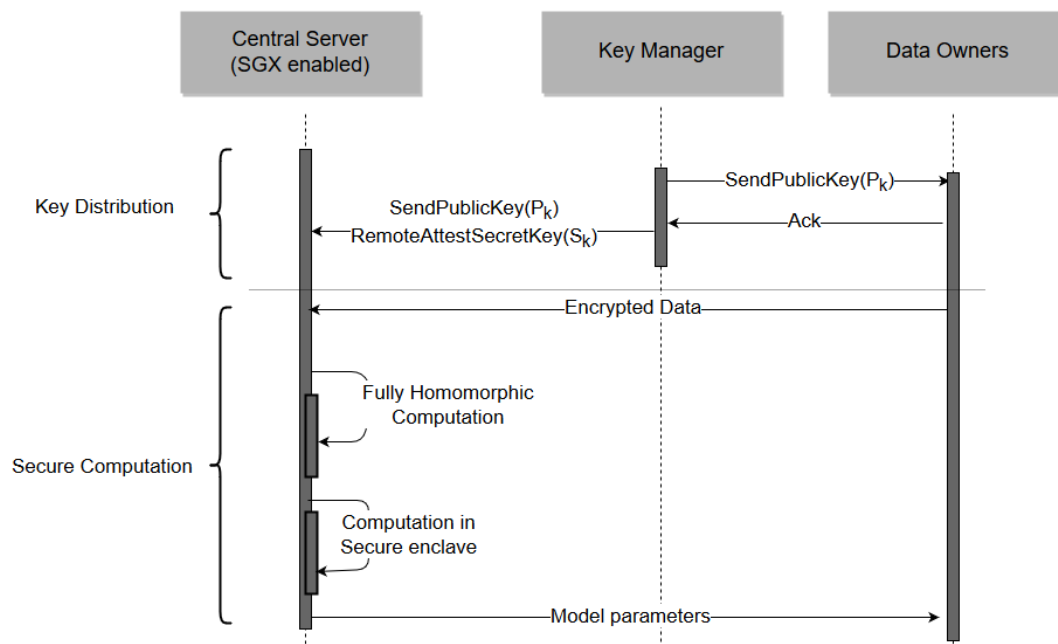 Central Server
(SGX enabled)
Key Manager
Data Owners
Key Distribution
SendPublicKey(Pk)
SendPublicKey(Pk)
Ack
RemoteAttestSecretKey(Sk)
Encrypted Data
Fully Homomorphic
Computation
Secure Computation
Computation in
Secure enclave
Model parameters